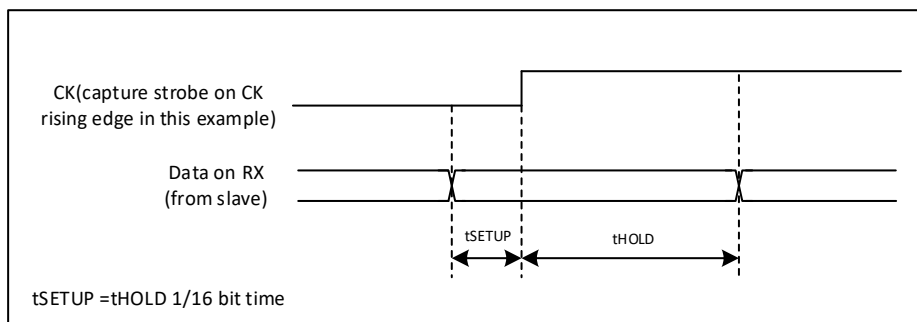 CK(capture strobe on CK
rising edge in this example)
Data on RX
(from slave)
tSETUP
tHOLD
tSETUP =tHOLD 1/16 bit time